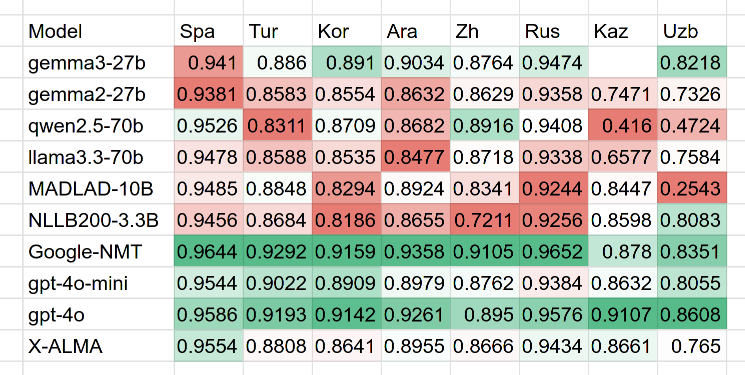 Model Spa Tur Kor Ara Zh Rus Kaz Uzb
gemma3-27b 0.941 0.886 0.891 0.9034 0.8764 0.9474 0.8218
gemma2-27b 0.9381 0.8583 0.8554 0.8632 0.8629 0.9358 0.7471 0.7326
qwen2.5-70b 0.9526 0.8311 0.8709 0.8682 0.8916 0.9408 0.416 0.4724
llama3.3-70b 0.9478 0.8588 0.8535 0.8477 0.8718 0.9338 0.6577 0.7584
MADLAD-10B 0.9485 0.8848 0.8294 0.8924 0.8341 0.9244 0.8447 0.2543
NLLB200-3.3B 0.9456 0.8684 0.8186 0.8655 0.7211 0.9256 0.8598 0.8083
Google-NMT 0.9644 0.9292 0.9159 0.9358 0.9105 0.9652 0.878 0.8351
gpt-4o-mini 0.9544 0.9022 0.8909 0.8979 0.8762 0.9384 0.8632 0.8055
gpt-4o 0.9586 0.9193 0.9142 0.9261 0.895 0.9576 0.9107 0.8608
X-ALMA 0.9554 0.8808 0.8641 0.8955 0.8666 0.9434 0.8661 0.765